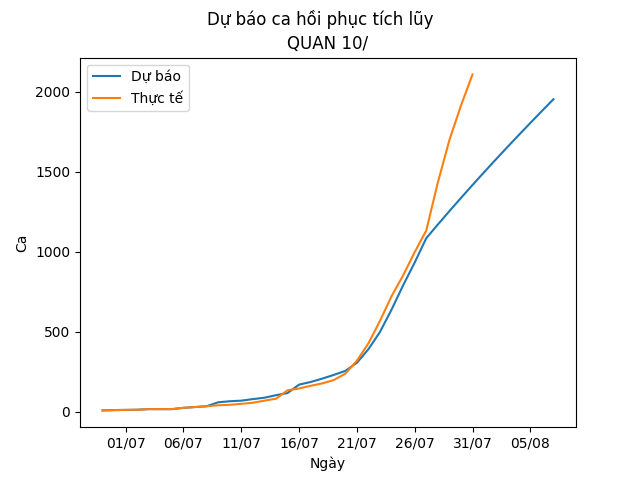 Dự báo ca hồi phục tích lũy
QUAN 10/
Dự báo
Thực tế
2000
1500
1000
500
0
Ca
01/07 06/07 11/07 16/07 21/07 26/07 31/07 05/08
Ngày